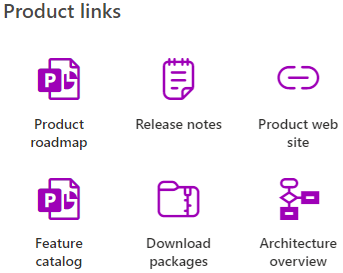 Product links
Product
roadmap
Release notes
Product web
site
Feature
catalog
Download
packages
Architecture
overview